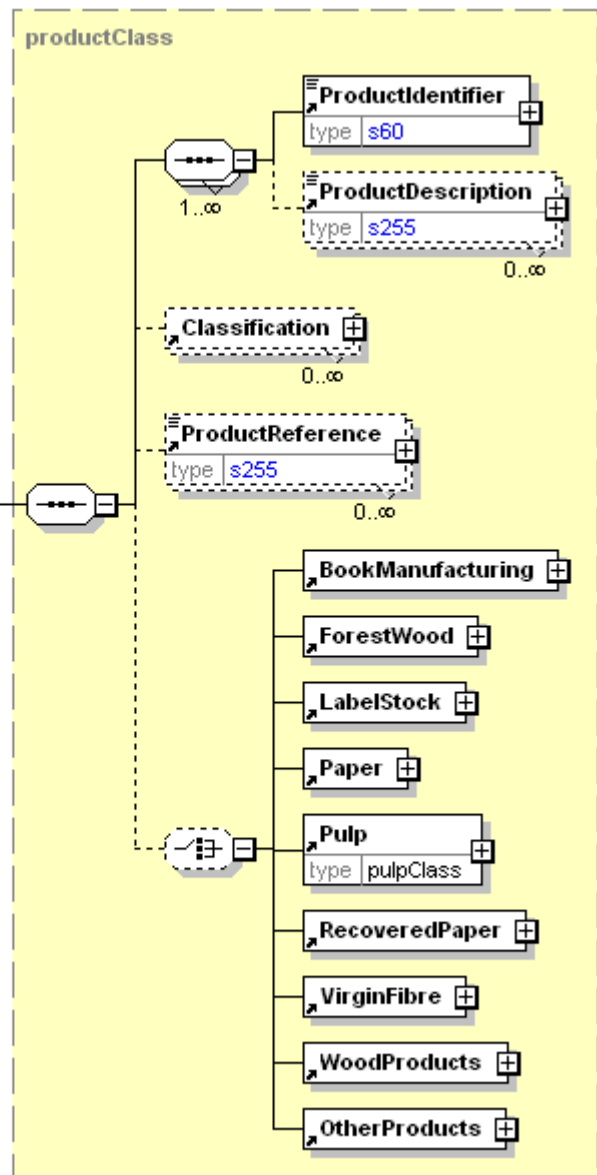 productClass
ProductIdentifier
type s60
1..∞
ProductDescription
type s255
0..∞
Classification
0..∞
ProductReference
type s255
0..∞
BookManufacturing
ForestWood
LabelStock
Paper
Pulp
type pulpClass
RecoveredPaper
VirginFibre
WoodProducts
OtherProducts